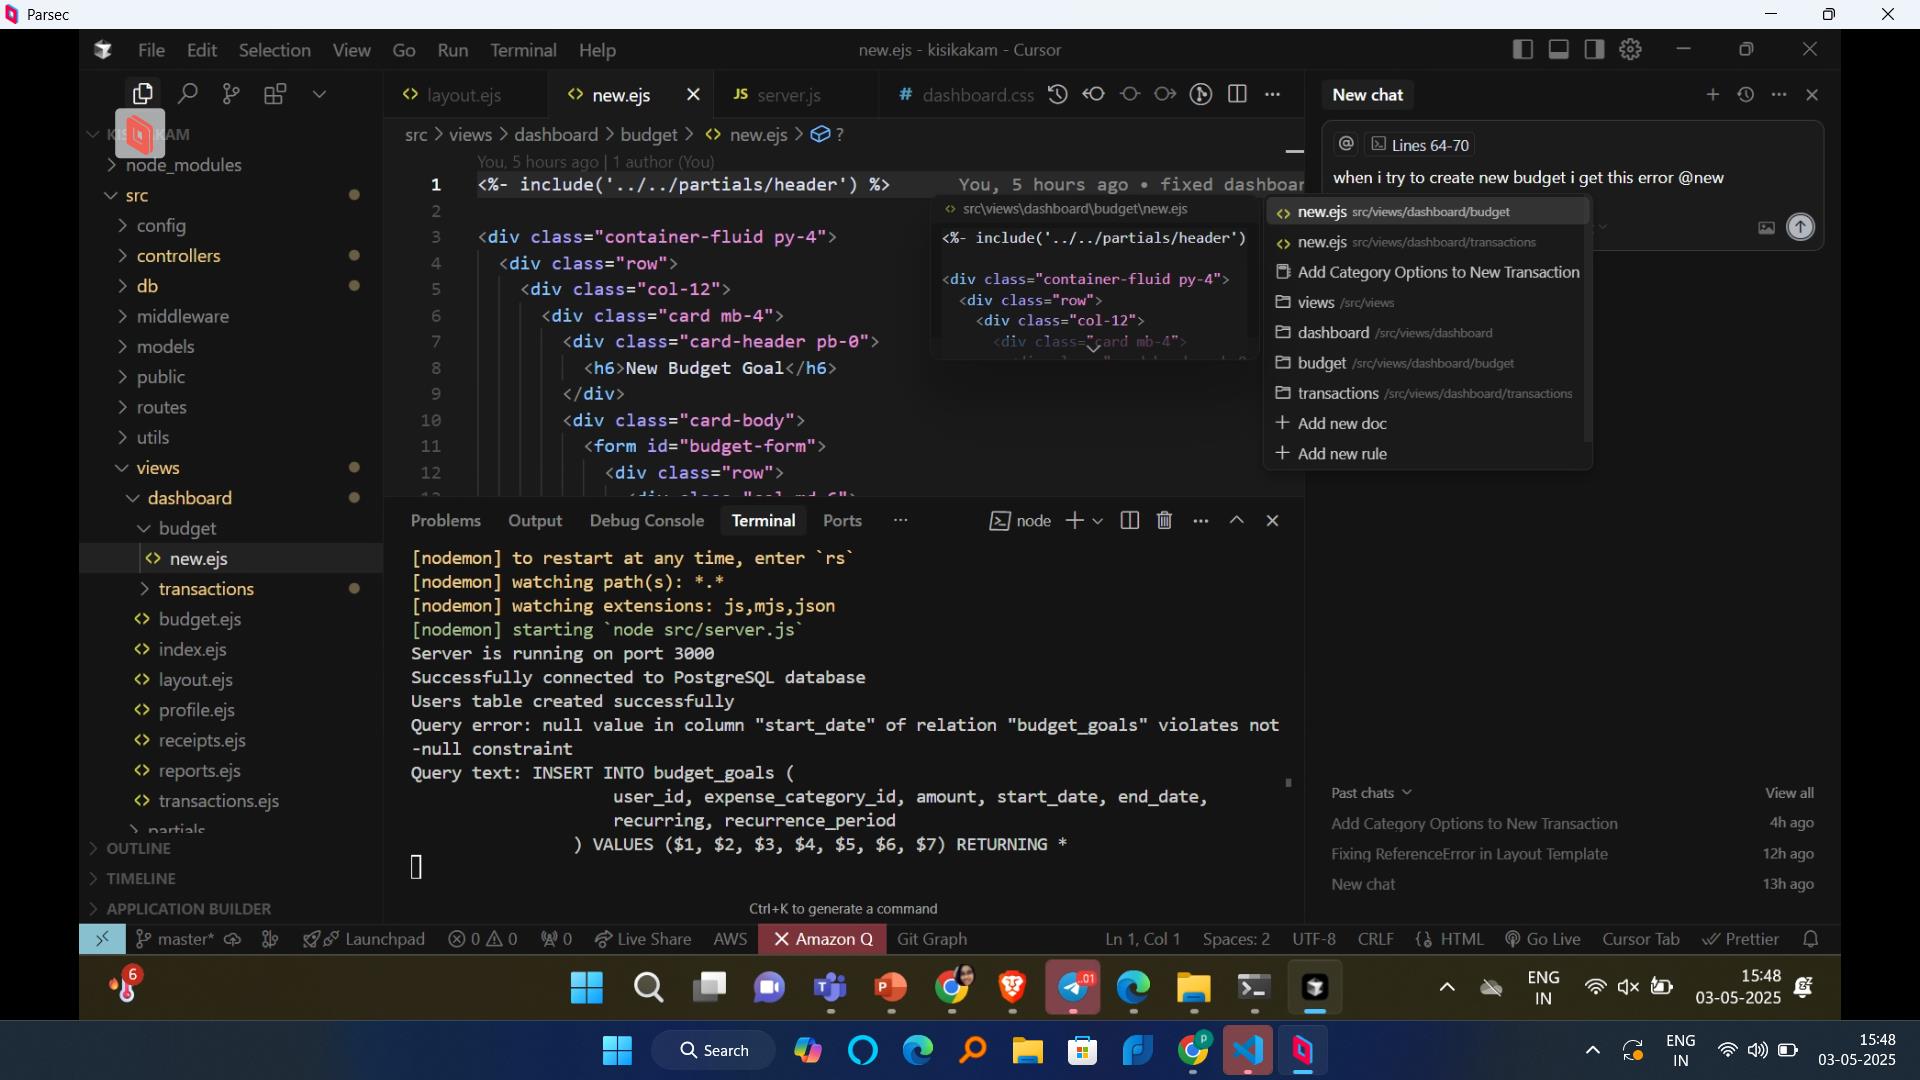 Parsec
File Edit Selection View Go Run Terminal Help
new.ejs - kisikakam - Cursor
layout.ejs
new.ejs
JS server.js
# dashboard.css
src > views > dashboard > budget > new.ejs > ?
node_modules
src
config
controllers
db
middleware
models
public
routes
utils
views
dashboard
budget
new.ejs
transactions
budget.ejs
index.ejs
layout.ejs
profile.ejs
receipts.ejs
reports.ejs
transactions.ejs
partials
OUTLINE
TIMELINE
APPLICATION BUILDER
You, 5 hours ago | 1 author (You)
1 <%- include('../../partials/header') %> You, 5 hours ago • fixed dashboar
2
3 <div class="container-fluid py-4">
4 <div class="row">
5 <div class="col-12">
6 <div class="card mb-4">
7 <div class="card-header pb-0">
8 <h6>New Budget Goal</h6>
9 </div>
10 <div class="card-body">
11 <form id="budget-form">
12 <div class="row">
src\views\dashboard\budget\new.ejs
<%- include('../../partials/header')
<div class="container-fluid py-4">
<div class="row">
<div class="col-12">
<div class="card mb-4">
New chat
@ Lines 64-70
when i try to create new budget i get this error @new
new.ejs src/views/dashboard/budget
new.ejs src/views/dashboard/transactions
Add Category Options to New Transaction
views /src/views
dashboard /src/views/dashboard
budget /src/views/dashboard/budget
transactions /src/views/dashboard/transactions
+ Add new doc
+ Add new rule
Problems Output Debug Console Terminal Ports
node
[nodemon] to restart at any time, enter `rs`
[nodemon] watching path(s): *.*
[nodemon] watching extensions: js,mjs,json
[nodemon] starting `node src/server.js`
Server is running on port 3000
Successfully connected to PostgreSQL database
Users table created successfully
Query error: null value in column "start_date" of relation "budget_goals" violates not
-null constraint
Query text: INSERT INTO budget_goals (
user_id, expense_category_id, amount, start_date, end_date,
recurring, recurrence_period
) VALUES ($1, $2, $3, $4, $5, $6, $7) RETURNING *
Ctrl+K to generate a command
Past chats View all
Add Category Options to New Transaction 4h ago
Fixing ReferenceError in Layout Template 12h ago
New chat 13h ago
master* Launchpad 0 0 0 Live Share AWS Amazon Q Git Graph Ln 1, Col 1 Spaces: 2 UTF-8 CRLF HTML Go Live Cursor Tab Prettier
6
.01
ENG
IN
15:48
03-05-2025
Search
P
ENG
IN
15:48
03-05-2025